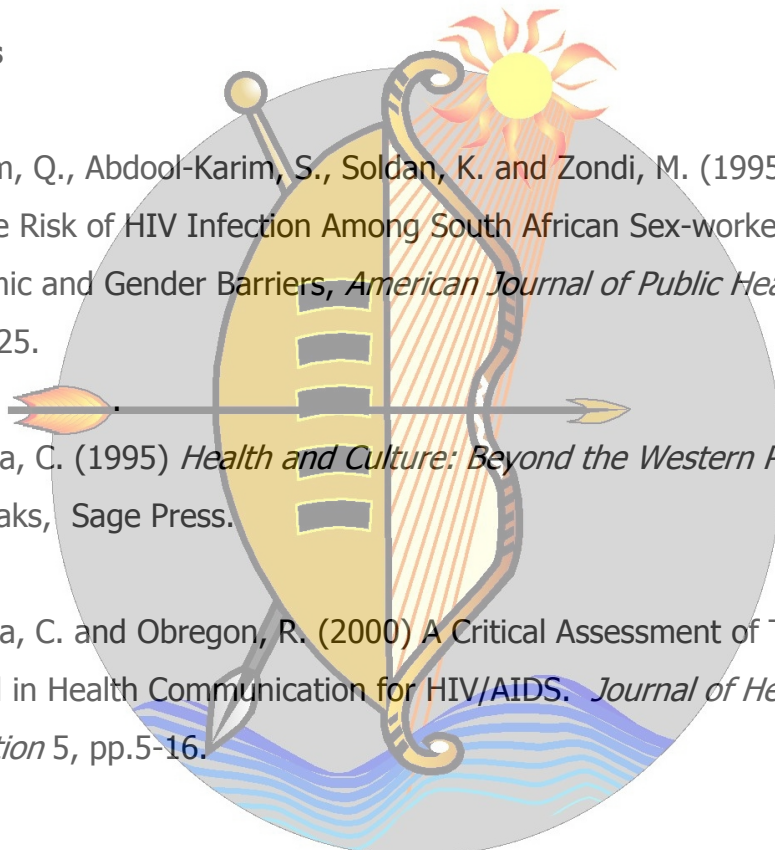 s
m, Q., Abdool-Karim, S., Soldan, K. and Zondi, M. (1995
e Risk of HIV Infection Among South African Sex-worke
nic and Gender Barriers, American Journal of Public Hea
25.
.
a, C. (1995) Health and Culture: Beyond the Western P
aks, Sage Press.
a, C. and Obregon, R. (2000) A Critical Assessment of T
l in Health Communication for HIV/AIDS. Journal of He
tion 5, pp.5-16.